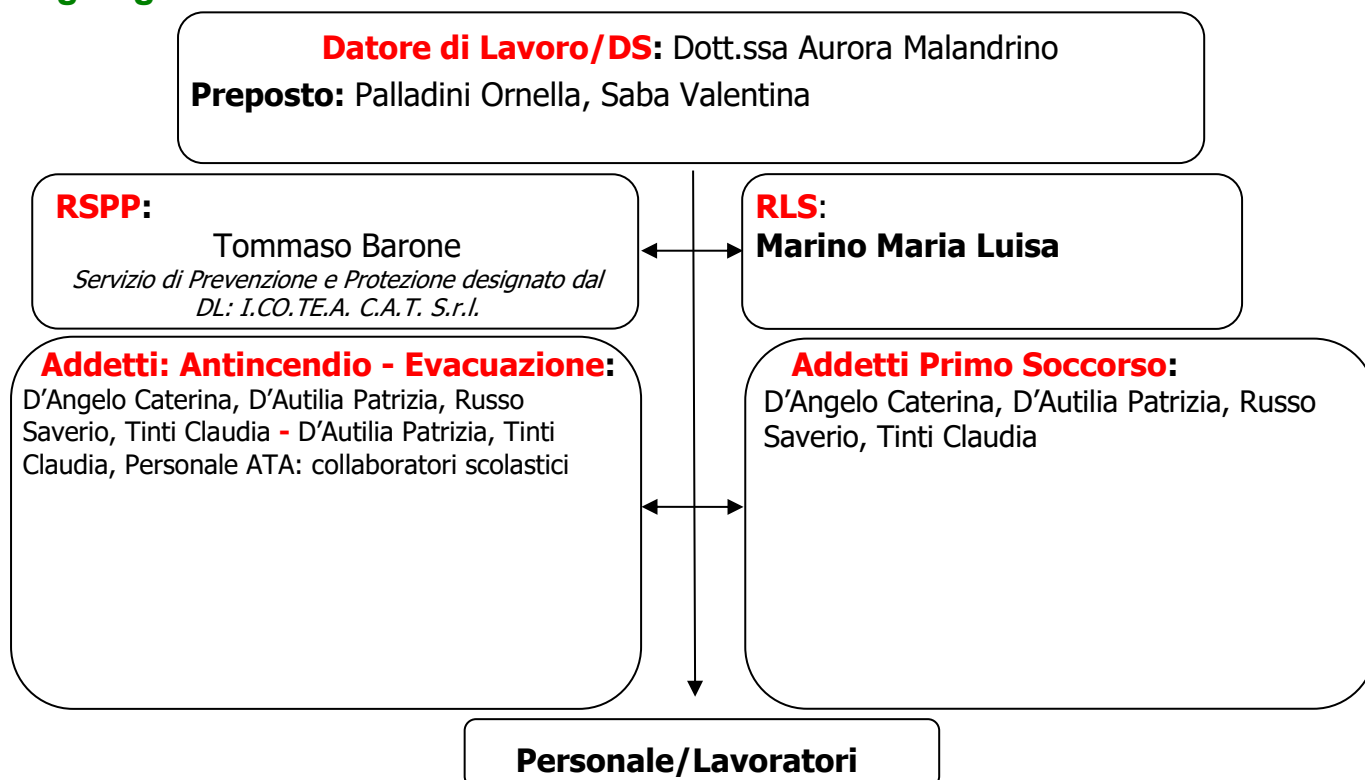 Datore di Lavoro/DS: Dott.ssa Aurora Malandrino
Preposto: Palladini Ornella, Saba Valentina
RSPP:
Tommaso Barone
Servizio di Prevenzione e Protezione designato dal
DL: I.CO.TE.A. C.A.T. S.r.l.
RLS:
Marino Maria Luisa
Addetti: Antincendio - Evacuazione:
D’Angelo Caterina, D’Autilia Patrizia, Russo
Saverio, Tinti Claudia - D’Autilia Patrizia, Tinti
Claudia, Personale ATA: collaboratori scolastici
Addetti Primo Soccorso:
D’Angelo Caterina, D’Autilia Patrizia, Russo
Saverio, Tinti Claudia
Personale/Lavoratori